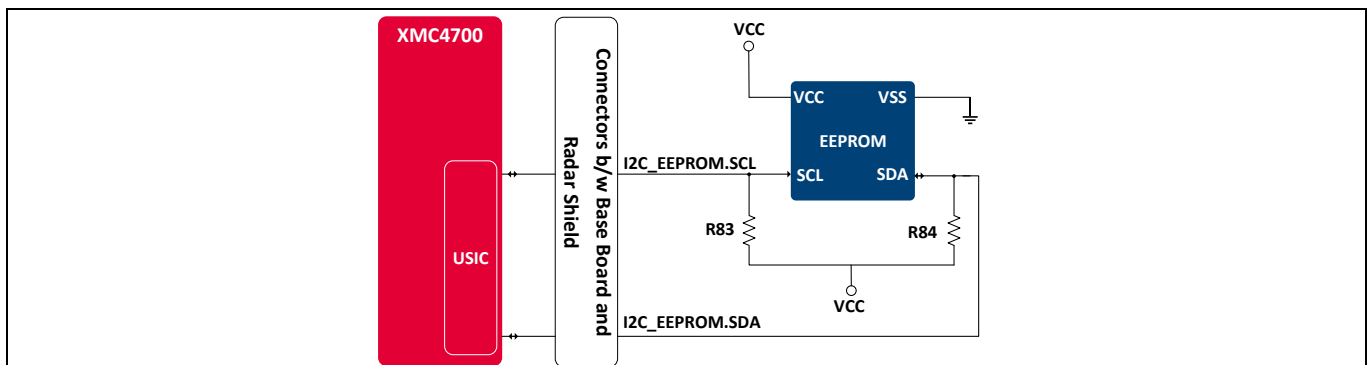 XMC4700
USIC
Connectors b/w Base Board and
Radar Shield
I2C_EEPROM.SCL
I2C_EEPROM.SDA
VCC
VCC
VSS
EEPROM
SCL
SDA
R83
R84
VCC